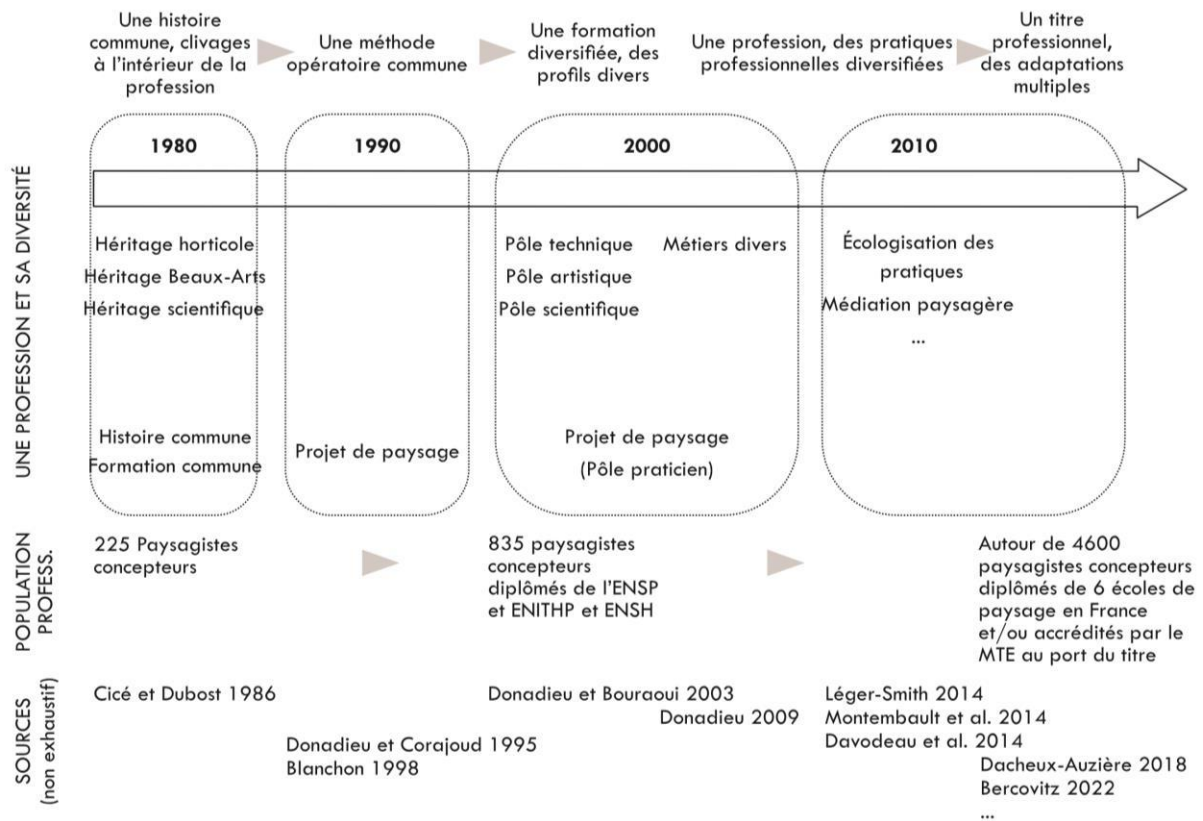 Une histoire
commune, clivages
à l'intérieur de la
profession
Une méthode
opératoire commune
Une formation
diversifiée, des
profils divers
Une profession, des pratiques
professionnelles diversifiées
Un titre
professionnel,
des adaptations
multiples
UNE PROFESSION ET SA DIVERSITÉ
1980
1990
2000
2010
Héritage horticole
Héritage Beaux-Arts
Héritage scientifique
Pôle technique
Pôle artistique
Pôle scientifique
Métiers divers
Écologisation des
pratiques
Médiation paysagère
...
Histoire commune
Formation commune
Projet de paysage
Projet de paysage
(Pôle praticien)
POPULATION
PROFESS.
225 Paysagistes
concepteurs
835 paysagistes
concepteurs
diplômés de l'ENSP
et ENITHP et ENSH
Autour de 4600
paysagistes concepteurs
diplômés de 6 écoles de
paysage en France
et/ou accrédités par le
MTE au port du titre
SOURCES
(non exhaustif)
Cicé et Dubost 1986
Donadieu et Corajoud 1995
Blanchon 1998
Donadieu et Bouraoui 2003
Donadieu 2009
Léger-Smith 2014
Montembault et al. 2014
Davodeau et al. 2014
Dacheux-Auzière 2018
Bercovitz 2022
...